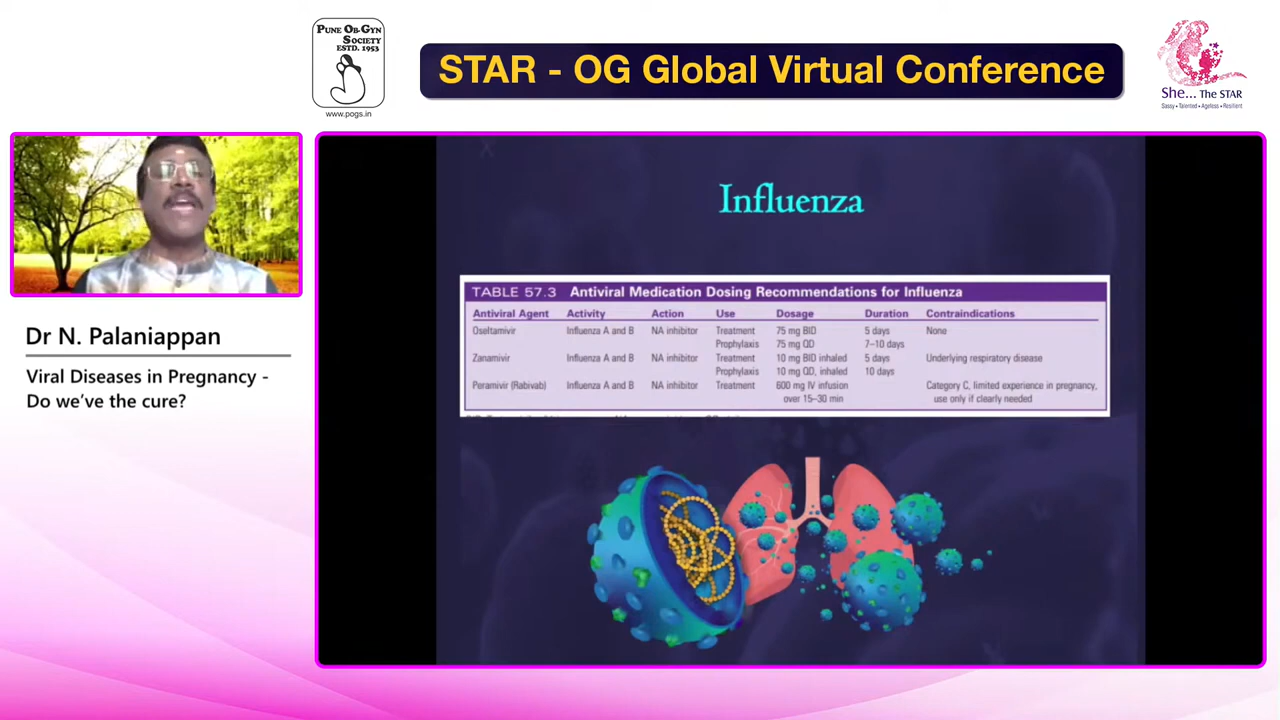 PUNE OB-GYN
SOCIETY
ESTD. 1953
www.pogs.in
STAR - OG Global Virtual Conference
She... THE STAR
Sassy • Talented • Ageless • Resilient
Dr N. Palaniappan
Viral Diseases in Pregnancy -
Do we've the cure?
Influenza
TABLE 57.3 Antiviral Medication Dosing Recommendations for Influenza
Antiviral Agent Activity Action Use Dosage Duration Contraindications
Oseltamivir Influenza A and B NA inhibitor Treatment 75 mg BID 5 days None
Prophylaxis 75 mg QD 7–10 days
Zanamivir Influenza A and B NA inhibitor Treatment 10 mg BID inhaled 5 days Underlying respiratory disease
Prophylaxis 10 mg QD, inhaled 10 days
Peramivir (Rabivab) Influenza A and B NA inhibitor Treatment 600 mg IV infusion Category C, limited experience in pregnancy,
over 15–30 min use only if clearly needed